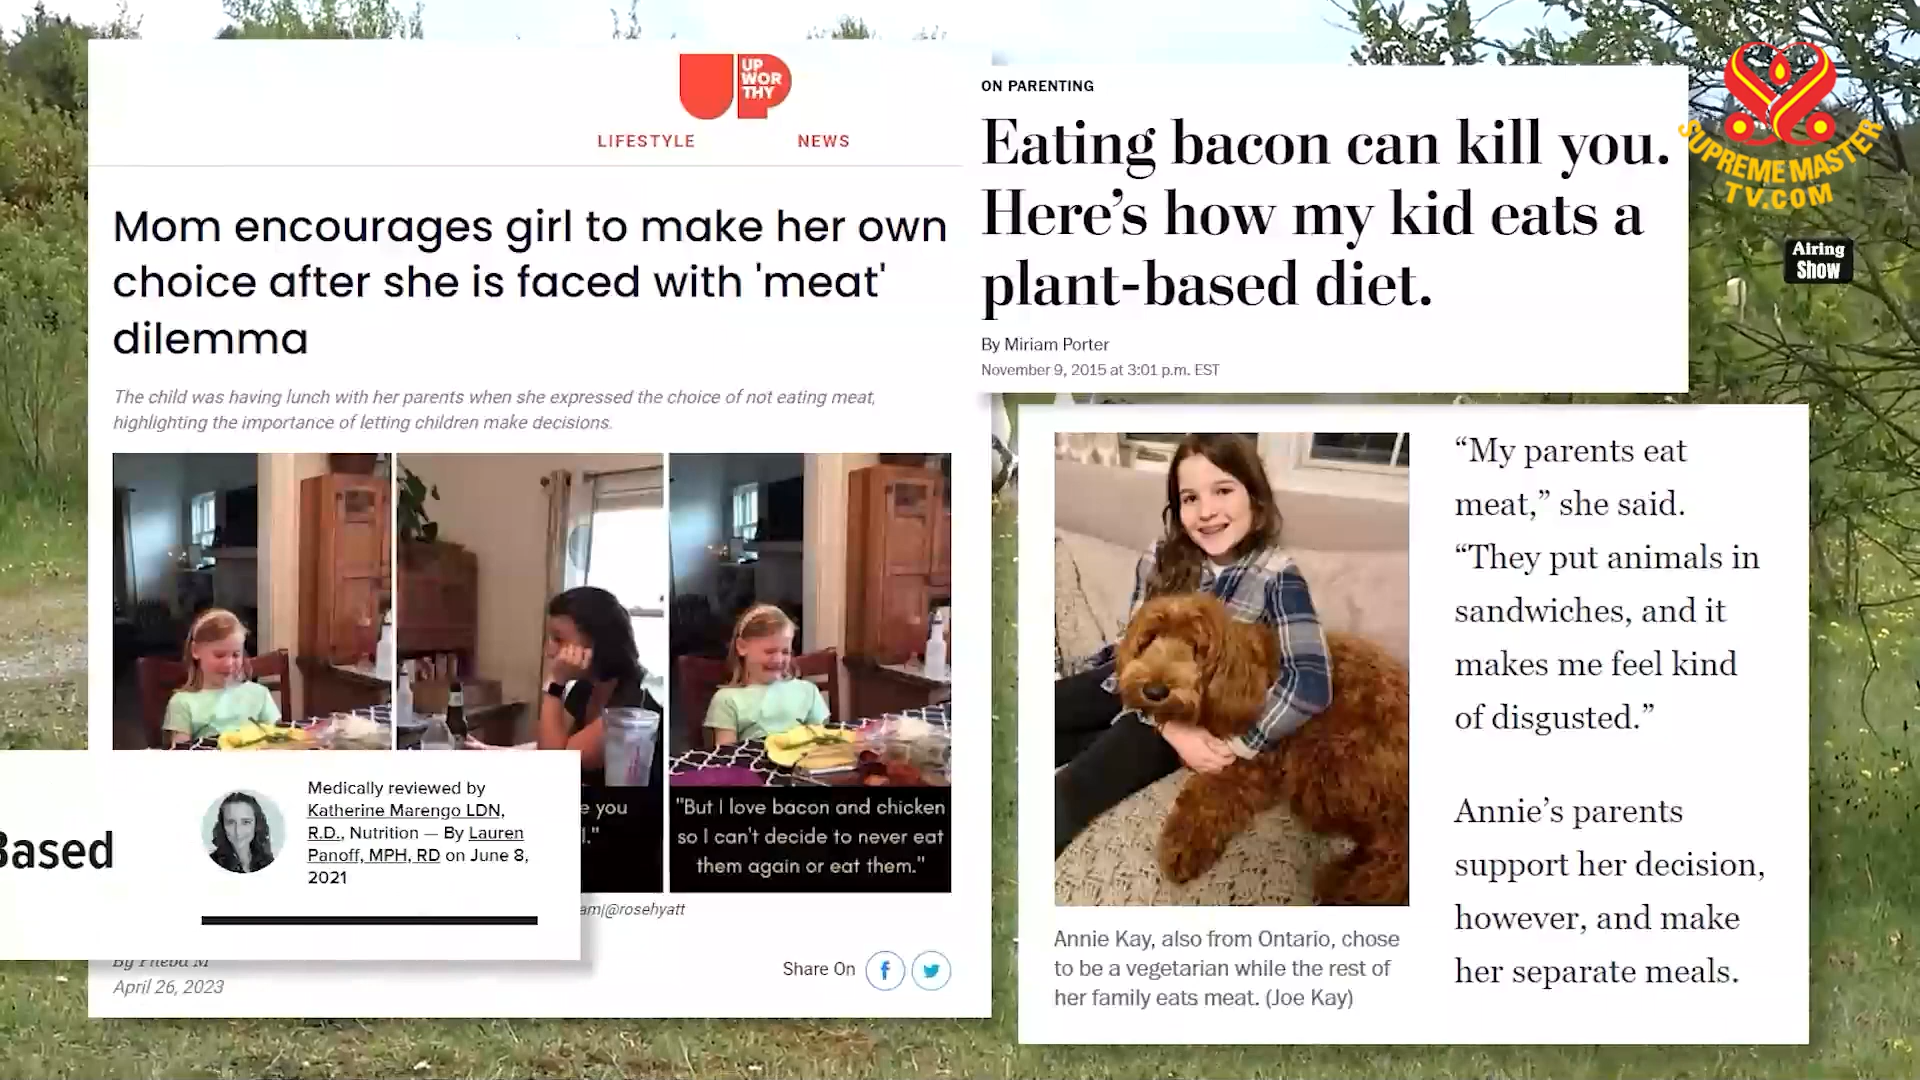 UP
WOR
THY
LIFESTYLE
NEWS
Mom encourages girl to make her own
choice after she is faced with 'meat'
dilemma
The child was having lunch with her parents when she expressed the choice of not eating meat,
highlighting the importance of letting children make decisions.
e you
l."
"But I love bacon and chicken
so I can't decide to never eat
them again or eat them."
am|@rosehyatt
By Pheba M
April 26, 2023
Share On
Based
Medically reviewed by
Katherine Marengo LDN,
R.D., Nutrition — By Lauren
Panoff, MPH, RD on June 8,
2021
ON PARENTING
Eating bacon can kill you.
Here's how my kid eats a
plant-based diet.
By Miriam Porter
November 9, 2015 at 3:01 p.m. EST
Annie Kay, also from Ontario, chose
to be a vegetarian while the rest of
her family eats meat. (Joe Kay)
“My parents eat
meat,” she said.
“They put animals in
sandwiches, and it
makes me feel kind
of disgusted.”
Annie’s parents
support her decision,
however, and make
her separate meals.
SUPREME MASTER
TV.COM
Airing
Show